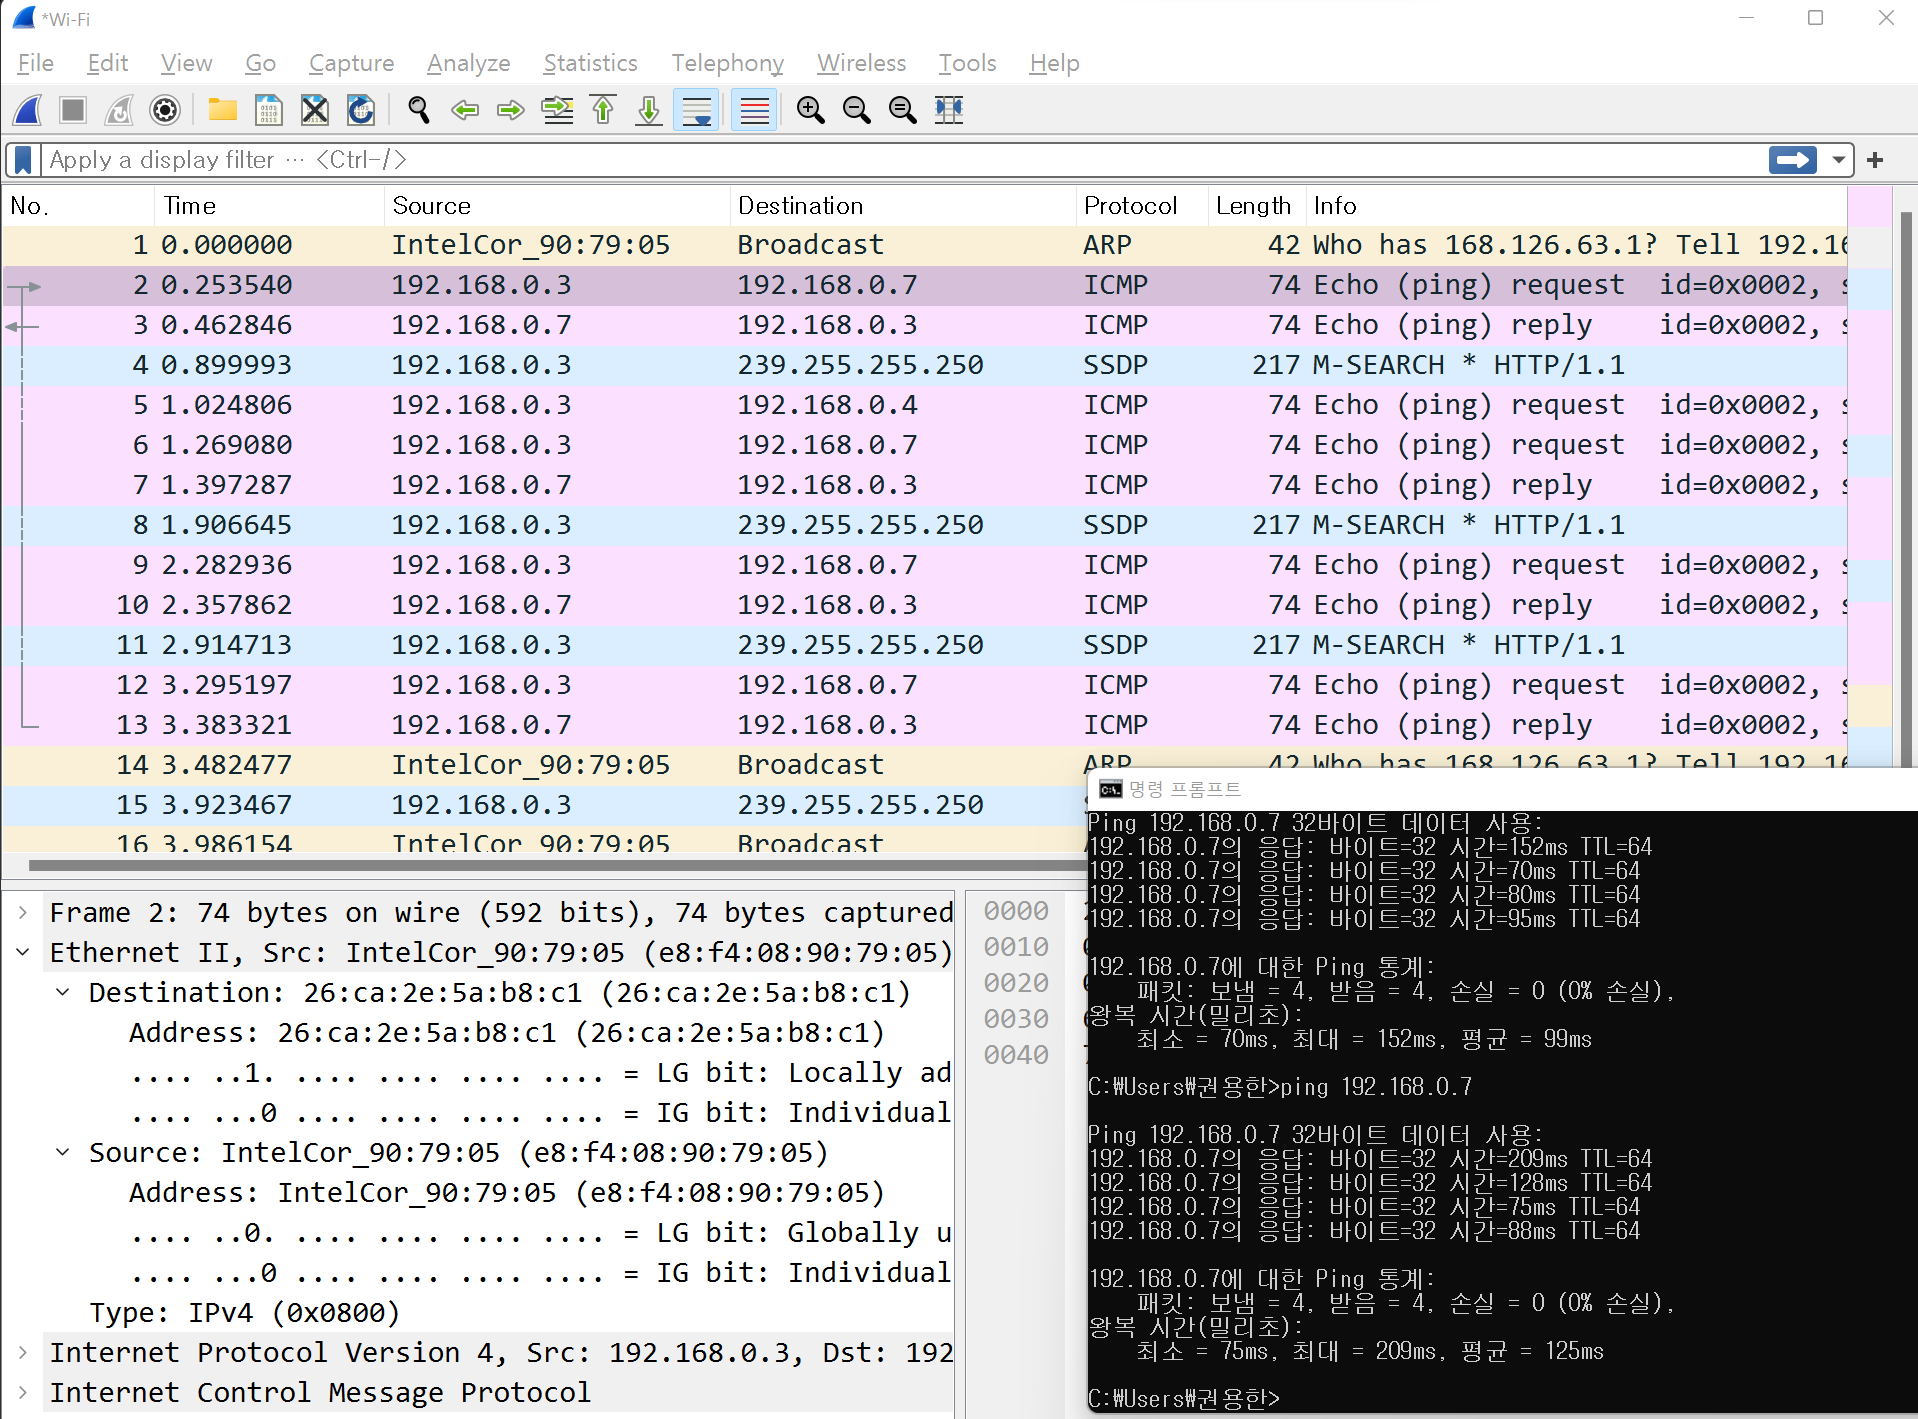 *Wi-Fi
File Edit View Go Capture Analyze Statistics Telephony Wireless Tools Help
Apply a display filter ⋯ <Ctrl-/>
No. Time Source Destination Protocol Length Info
1 0.000000 IntelCor_90:79:05 Broadcast ARP 42 Who has 168.126.63.1? Tell 192.16
2 0.253540 192.168.0.3 192.168.0.7 ICMP 74 Echo (ping) request id=0x0002, s
3 0.462846 192.168.0.7 192.168.0.3 ICMP 74 Echo (ping) reply id=0x0002, s
4 0.899993 192.168.0.3 239.255.255.250 SSDP 217 M-SEARCH * HTTP/1.1
5 1.024806 192.168.0.3 192.168.0.4 ICMP 74 Echo (ping) request id=0x0002, s
6 1.269080 192.168.0.3 192.168.0.7 ICMP 74 Echo (ping) request id=0x0002, s
7 1.397287 192.168.0.7 192.168.0.3 ICMP 74 Echo (ping) reply id=0x0002, s
8 1.906645 192.168.0.3 239.255.255.250 SSDP 217 M-SEARCH * HTTP/1.1
9 2.282936 192.168.0.3 192.168.0.7 ICMP 74 Echo (ping) request id=0x0002, s
10 2.357862 192.168.0.7 192.168.0.3 ICMP 74 Echo (ping) reply id=0x0002, s
11 2.914713 192.168.0.3 239.255.255.250 SSDP 217 M-SEARCH * HTTP/1.1
12 3.295197 192.168.0.3 192.168.0.7 ICMP 74 Echo (ping) request id=0x0002, s
13 3.383321 192.168.0.7 192.168.0.3 ICMP 74 Echo (ping) reply id=0x0002, s
14 3.482477 IntelCor_90:79:05 Broadcast ARP 42 Who has 168.126.63.1? Tell 192.16
15 3.923467 192.168.0.3 239.255.255.250
16 3.986154 IntelCor_90:79:05 Broadcast
Frame 2: 74 bytes on wire (592 bits), 74 bytes captured
Ethernet II, Src: IntelCor_90:79:05 (e8:f4:08:90:79:05)
Destination: 26:ca:2e:5a:b8:c1 (26:ca:2e:5a:b8:c1)
Address: 26:ca:2e:5a:b8:c1 (26:ca:2e:5a:b8:c1)
.... ..1. .... .... .... .... = LG bit: Locally ad
.... ...0 .... .... .... .... = IG bit: Individual
Source: IntelCor_90:79:05 (e8:f4:08:90:79:05)
Address: IntelCor_90:79:05 (e8:f4:08:90:79:05)
.... ..0. .... .... .... .... = LG bit: Globally u
.... ...0 .... .... .... .... = IG bit: Individual
Type: IPv4 (0x0800)
Internet Protocol Version 4, Src: 192.168.0.3, Dst: 192
Internet Control Message Protocol
0000
0010
0020
0030
0040
명령 프롬프트
Ping 192.168.0.7 32바이트 데이터 사용:
192.168.0.7의 응답: 바이트=32 시간=152ms TTL=64
192.168.0.7의 응답: 바이트=32 시간=70ms TTL=64
192.168.0.7의 응답: 바이트=32 시간=80ms TTL=64
192.168.0.7의 응답: 바이트=32 시간=95ms TTL=64
192.168.0.7에 대한 Ping 통계:
패킷: 보냄 = 4, 받음 = 4, 손실 = 0 (0% 손실),
왕복 시간(밀리초):
최소 = 70ms, 최대 = 152ms, 평균 = 99ms
C:₩Users₩권용한>ping 192.168.0.7
Ping 192.168.0.7 32바이트 데이터 사용:
192.168.0.7의 응답: 바이트=32 시간=209ms TTL=64
192.168.0.7의 응답: 바이트=32 시간=128ms TTL=64
192.168.0.7의 응답: 바이트=32 시간=75ms TTL=64
192.168.0.7의 응답: 바이트=32 시간=88ms TTL=64
192.168.0.7에 대한 Ping 통계:
패킷: 보냄 = 4, 받음 = 4, 손실 = 0 (0% 손실),
왕복 시간(밀리초):
최소 = 75ms, 최대 = 209ms, 평균 = 125ms
C:₩Users₩권용한>